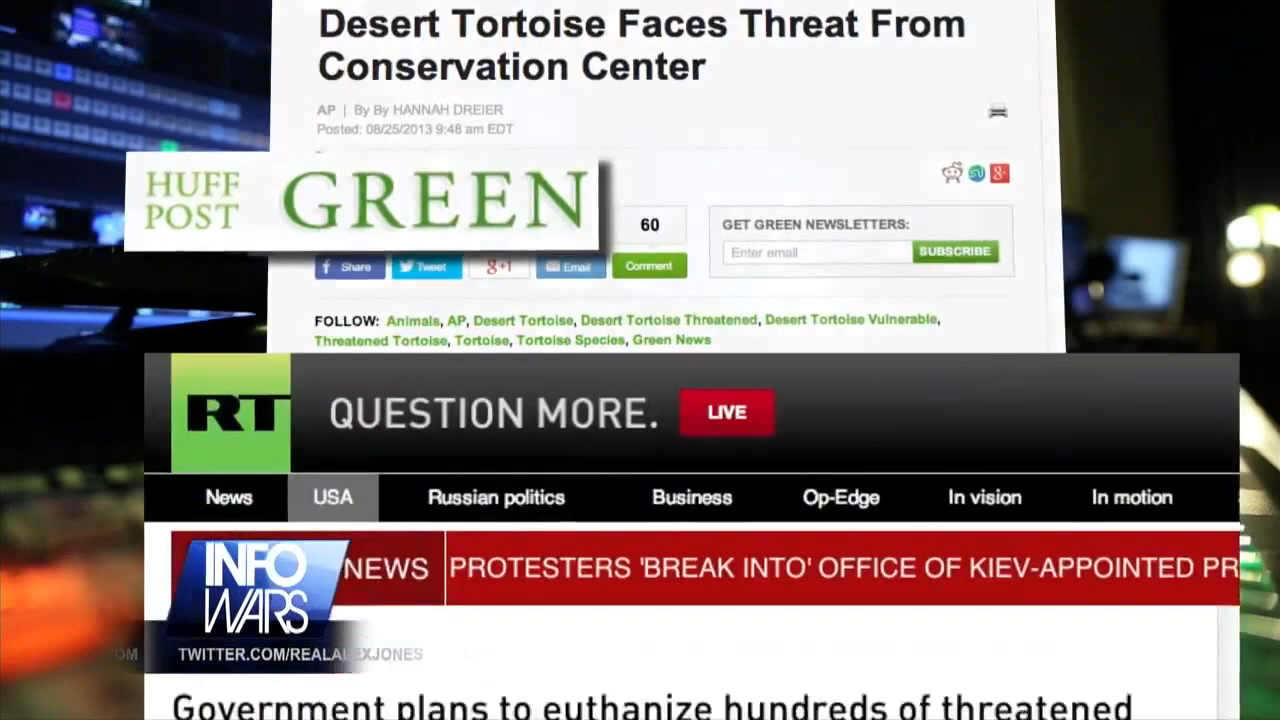 Desert Tortoise Faces Threat From
Conservation Center
AP | By By HANNAH DREIER
Posted: 08/25/2013 9:48 am EDT
HUFF
POST
GREEN
60
GET GREEN NEWSLETTERS:
Enter email
SUBSCRIBE
Share
Tweet
g+1
Email
Comment
FOLLOW: Animals, AP, Desert Tortoise, Desert Tortoise Threatened, Desert Tortoise Vulnerable,
Threatened Tortoise, Tortoise, Tortoise Species, Green News
RT
QUESTION MORE.
LIVE
News
USA
Russian politics
Business
Op-Edge
In vision
In motion
NEWS
PROTESTERS 'BREAK INTO' OFFICE OF KIEV-APPOINTED PR
INFO
WARS
OM
TWITTER.COM/REALALEXJONES
Government plans to euthanize hundreds of threatened